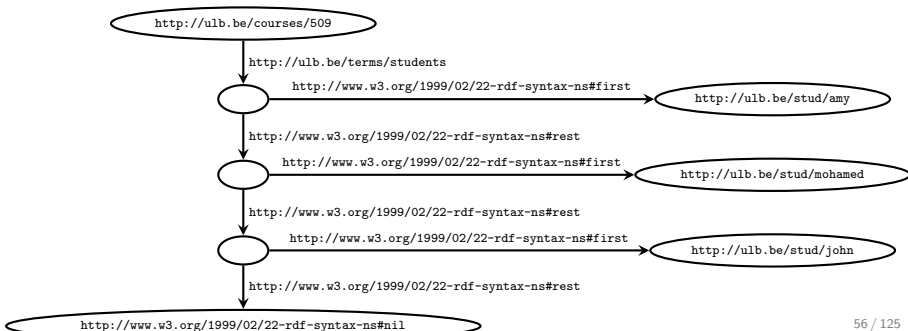 http://ulb.be/courses/509
http://ulb.be/terms/students
http://www.w3.org/1999/02/22-rdf-syntax-ns#first
http://ulb.be/stud/amy
http://www.w3.org/1999/02/22-rdf-syntax-ns#rest
http://www.w3.org/1999/02/22-rdf-syntax-ns#first
http://ulb.be/stud/mohamed
http://www.w3.org/1999/02/22-rdf-syntax-ns#rest
http://www.w3.org/1999/02/22-rdf-syntax-ns#first
http://ulb.be/stud/john
http://www.w3.org/1999/02/22-rdf-syntax-ns#rest
http://www.w3.org/1999/02/22-rdf-syntax-ns#nil
56 / 125